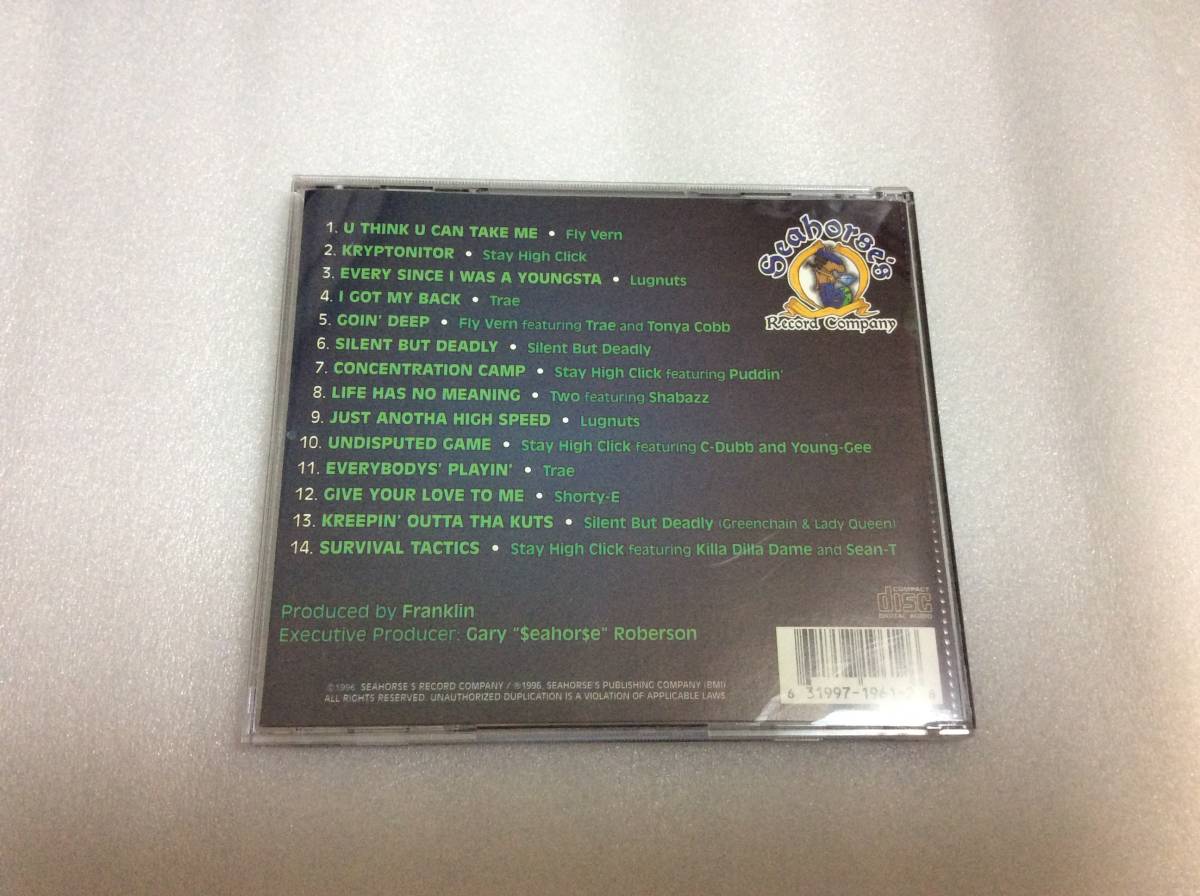 1. U THINK U CAN TAKE ME • Fly Vern
2. KRYPTONITOR • Stay High Click
3. EVERY SINCE I WAS A YOUNGSTA • Lugnuts
4. I GOT MY BACK • Trae
5. GOIN' DEEP • Fly Vern featuring Trae and Tonya Cobb
6. SILENT BUT DEADLY • Silent But Deadly
7. CONCENTRATION CAMP • Stay High Click featuring Puddin'
8. LIFE HAS NO MEANING • Two featuring Shabazz
9. JUST ANOTHA HIGH SPEED • Lugnuts
10. UNDISPUTED GAME • Stay High Click featuring C-Dubb and Young-Gee
11. EVERYBODYS' PLAYIN' • Trae
12. GIVE YOUR LOVE TO ME • Shorty-E
13. KREEPIN' OUTTA THA KUTS • Silent But Deadly (Greenchain & Lady Queen)
14. SURVIVAL TACTICS • Stay High Click featuring Killa Dilla Dame and Sean-T
Seahorse's
Record Company
Produced by Franklin
Executive Producer: Gary "$eahor$e" Roberson
©1996 SEAHORSE'S RECORD COMPANY / ℗1996, SEAHORSE'S PUBLISHING COMPANY (BMI)
ALL RIGHTS RESERVED. UNAUTHORIZED DUPLICATION IS A VIOLATION OF APPLICABLE LAWS
COMPACT
disc
DIGITAL AUDIO
6 31997-1961-2 8